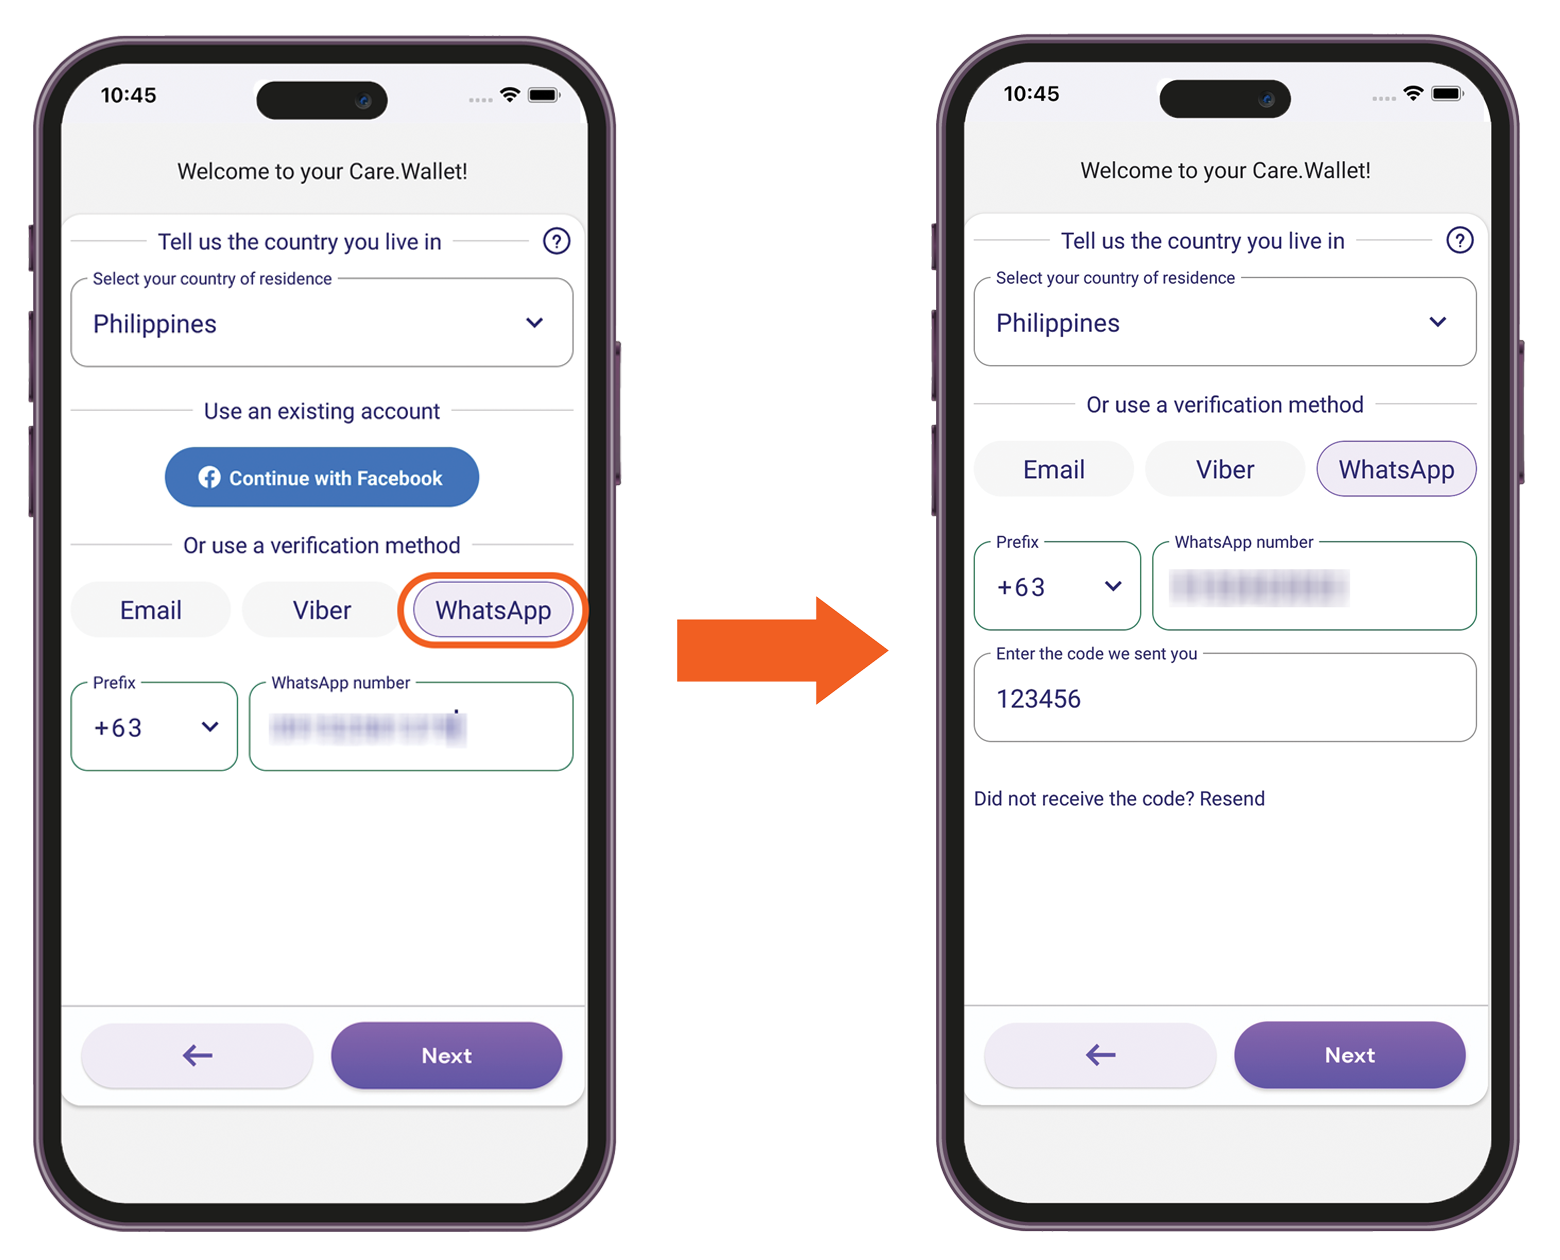 10:45
Welcome to your Care.Wallet!
Tell us the country you live in
?
Select your country of residence
Philippines
Use an existing account
Continue with Facebook
Or use a verification method
Email Viber WhatsApp
Prefix WhatsApp number
+63
Next
10:45
Welcome to your Care.Wallet!
Tell us the country you live in
?
Select your country of residence
Philippines
Or use a verification method
Email Viber WhatsApp
Prefix WhatsApp number
+63
Enter the code we sent you
123456
Did not receive the code? Resend
Next